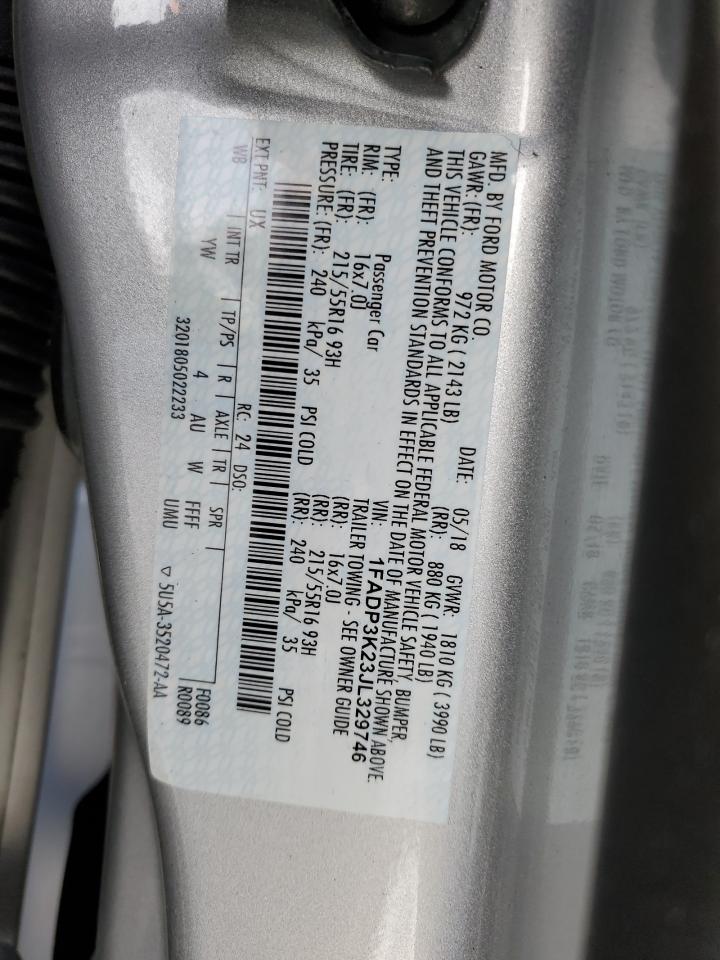 MFD. BY FORD MOTOR CO. DATE: 05/18 GVWR: 1810 KG ( 3990 LB)
GAWR: (FR): 972 KG ( 2143 LB) (RR): 880 KG ( 1940 LB)
THIS VEHICLE CONFORMS TO ALL APPLICABLE FEDERAL MOTOR VEHICLE SAFETY, BUMPER,
AND THEFT PREVENTION STANDARDS IN EFFECT ON THE DATE OF MANUFACTURE SHOWN ABOVE.
VIN: 1FADP3K23JL329746
TYPE: Passenger Car TRAILER TOWING - SEE OWNER GUIDE
RIM: (FR): 16x7.0J (RR): 16x7.0J
TIRE: (FR): 215/55R16 93H (RR): 215/55R16 93H
PRESSURE: (FR): 240 kPa/ 35 PSI COLD (RR): 240 kPa/ 35 PSI COLD
EXT PNT: UX RC: 24 DSO:
WB | INT TR | TP/PS | R | AXLE | TR | SPR | F0086
YW 4 AU W FFFF R0089
3201805022233 UMU ▽ 5U5A-3520472-AA